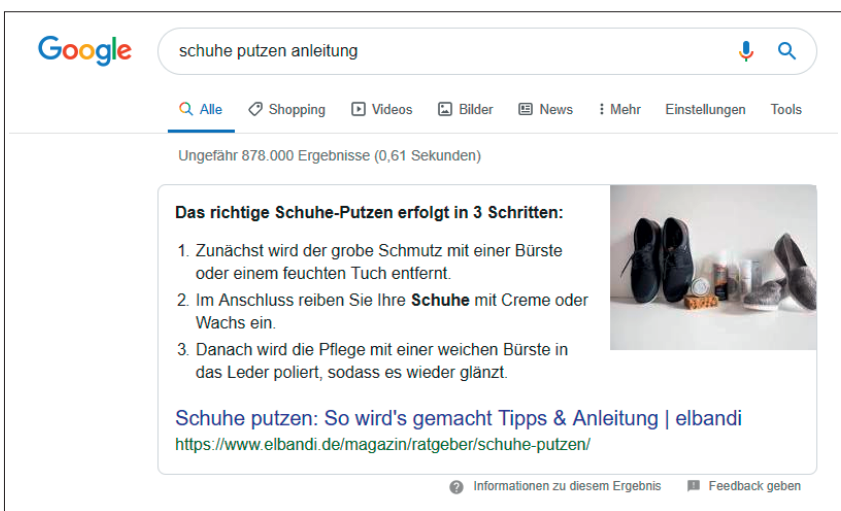 Google
schuhe putzen anleitung
Alle Shopping Videos Bilder News Mehr Einstellungen Tools
Ungefähr 878.000 Ergebnisse (0,61 Sekunden)
Das richtige Schuhe-Putzen erfolgt in 3 Schritten:
1. Zunächst wird der grobe Schmutz mit einer Bürste
oder einem feuchten Tuch entfernt.
2. Im Anschluss reiben Sie Ihre Schuhe mit Creme oder
Wachs ein.
3. Danach wird die Pflege mit einer weichen Bürste in
das Leder poliert, sodass es wieder glänzt.
Schuhe putzen: So wird's gemacht Tipps & Anleitung | elbandi
https://www.elbandi.de/magazin/ratgeber/schuhe-putzen/
Informationen zu diesem Ergebnis Feedback geben